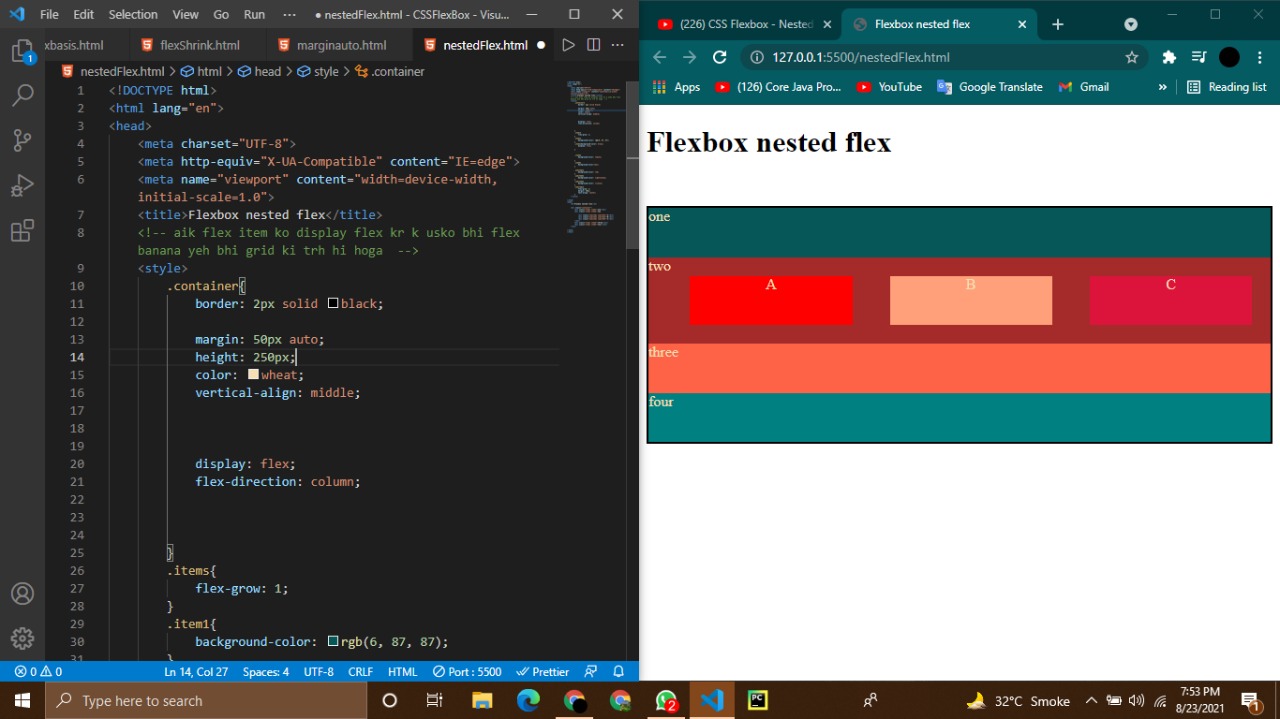 File Edit Selection View Go Run ··· ● nestedFlex.html - CSSFlexBox - Visu...
xbasis.html flexShrink.html marginauto.html nestedFlex.html ●
nestedFlex.html > html > head > style > .container
1 <!DOCTYPE html>
2 <html lang="en">
3 <head>
4 <meta charset="UTF-8">
5 <meta http-equiv="X-UA-Compatible" content="IE=edge">
6 <meta name="viewport" content="width=device-width,
initial-scale=1.0">
7 <title>Flexbox nested flex</title>
8 <!-- aik flex item ko display flex kr k usko bhi flex
banana yeh bhi grid ki trh hi hoga -->
9 <style>
10 .container{
11 border: 2px solid black;
12
13 margin: 50px auto;
14 height: 250px;
15 color: wheat;
16 vertical-align: middle;
17
18
19
20 display: flex;
21 flex-direction: column;
22
23
24
25 }
26 .items{
27 flex-grow: 1;
28 }
29 .item1{
30 background-color: rgb(6, 87, 87);
31 }
1
0 0 Ln 14, Col 27 Spaces: 4 UTF-8 CRLF HTML Port : 5500 Prettier
(226) CSS Flexbox - Nested Flexbox nested flex
127.0.0.1:5500/nestedFlex.html
Apps (126) Core Java Pro... YouTube Google Translate Gmail » Reading list
Flexbox nested flex
one
two
A B C
three
four
Type here to search
PC
2
32°C Smoke
7:53 PM
8/23/2021
1